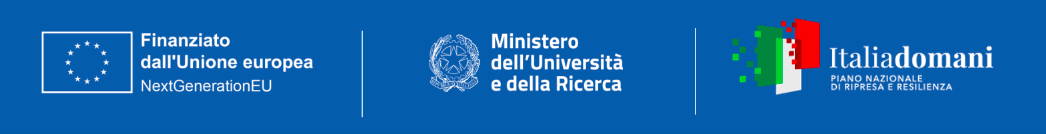 Finanziato
dall'Unione europea
NextGenerationEU
Ministero
dell'Università
e della Ricerca
Italiadomani
PIANO NAZIONALE
DI RIPRESA E RESILIENZA